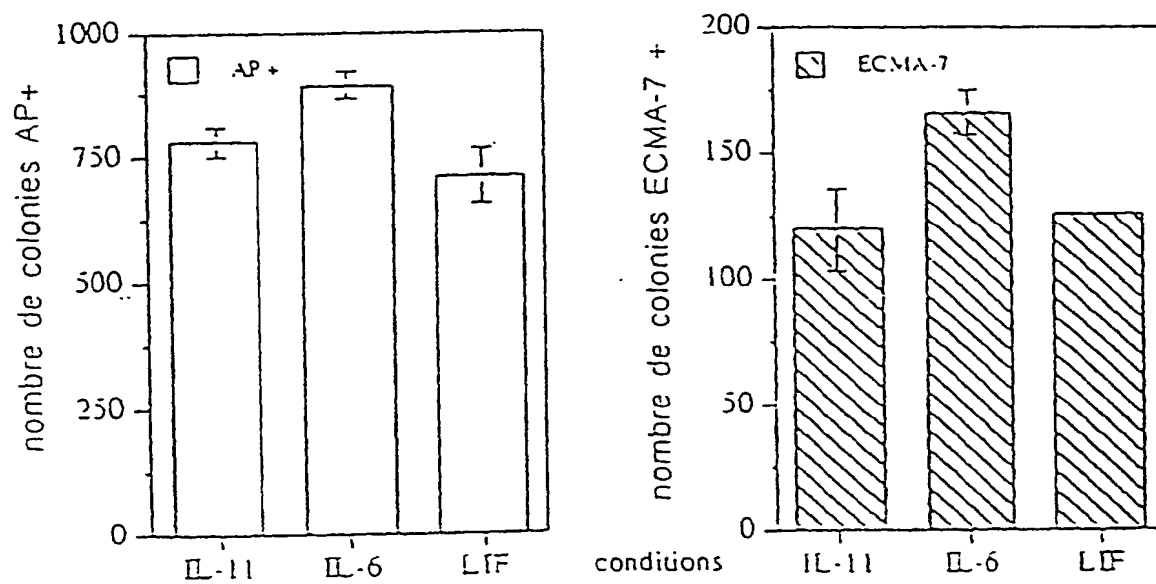 nombre de colonies AP+
1000
750
500
250
0
AP +
IL-11
IL-6
LIF
nombre de colonies ECMA-7 +
200
150
100
50
0
ECMA-7
conditions
IL-11
IL-6
LIF